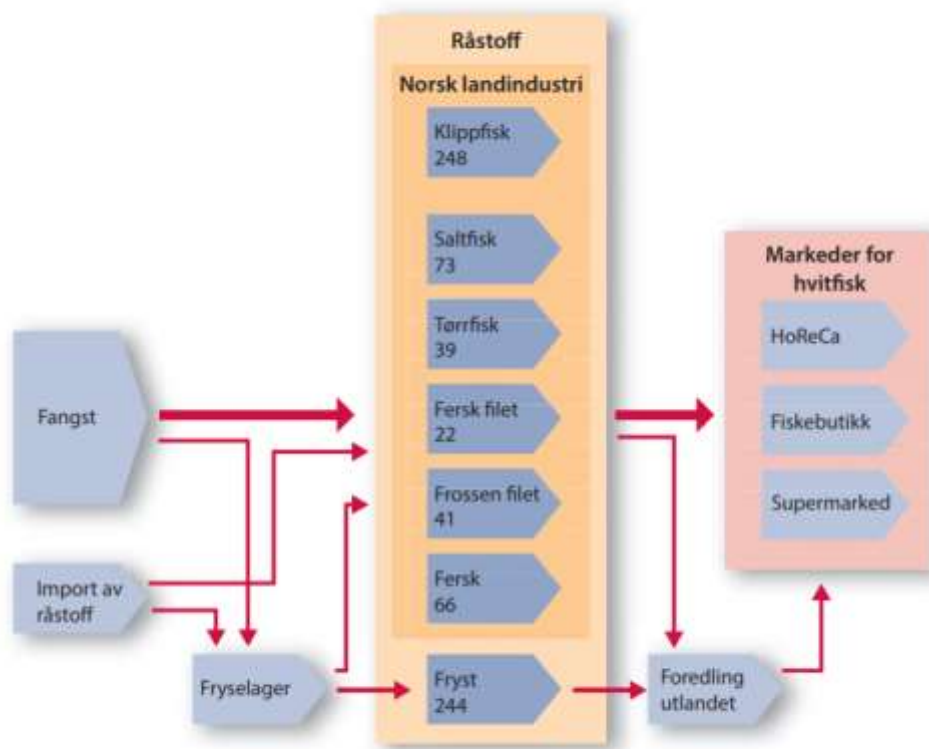 Råstoff
Norsk landindustri
Klippfisk
248
Saltfisk
73
Tørrfisk
39
Fersk filet
22
Frossen filet
41
Fersk
66
Fryst
244
Fangst
Import av
råstoff
Fryselager
Foredling
utlandet
Markeder for
hvitfisk
HoReCa
Fiskebutikk
Supermarked